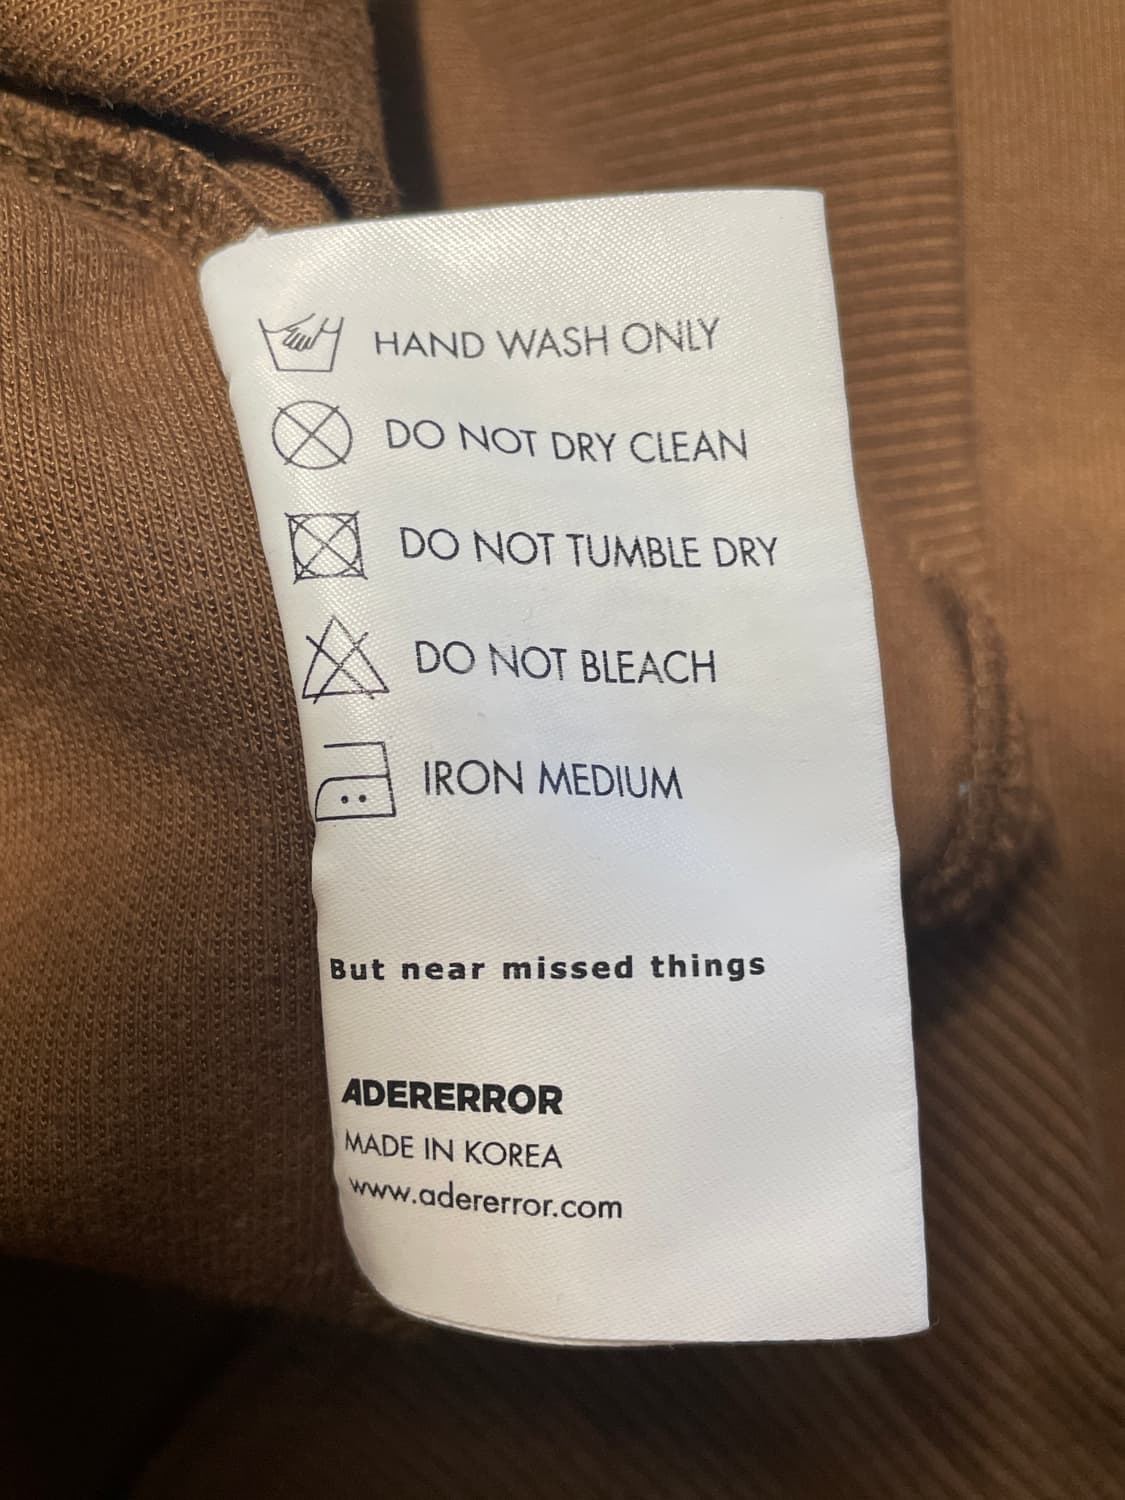 HAND WASH ONLY
DO NOT DRY CLEAN
DO NOT TUMBLE DRY
DO NOT BLEACH
IRON MEDIUM
But near missed things
ADERERROR
MADE IN KOREA
www.adererror.com